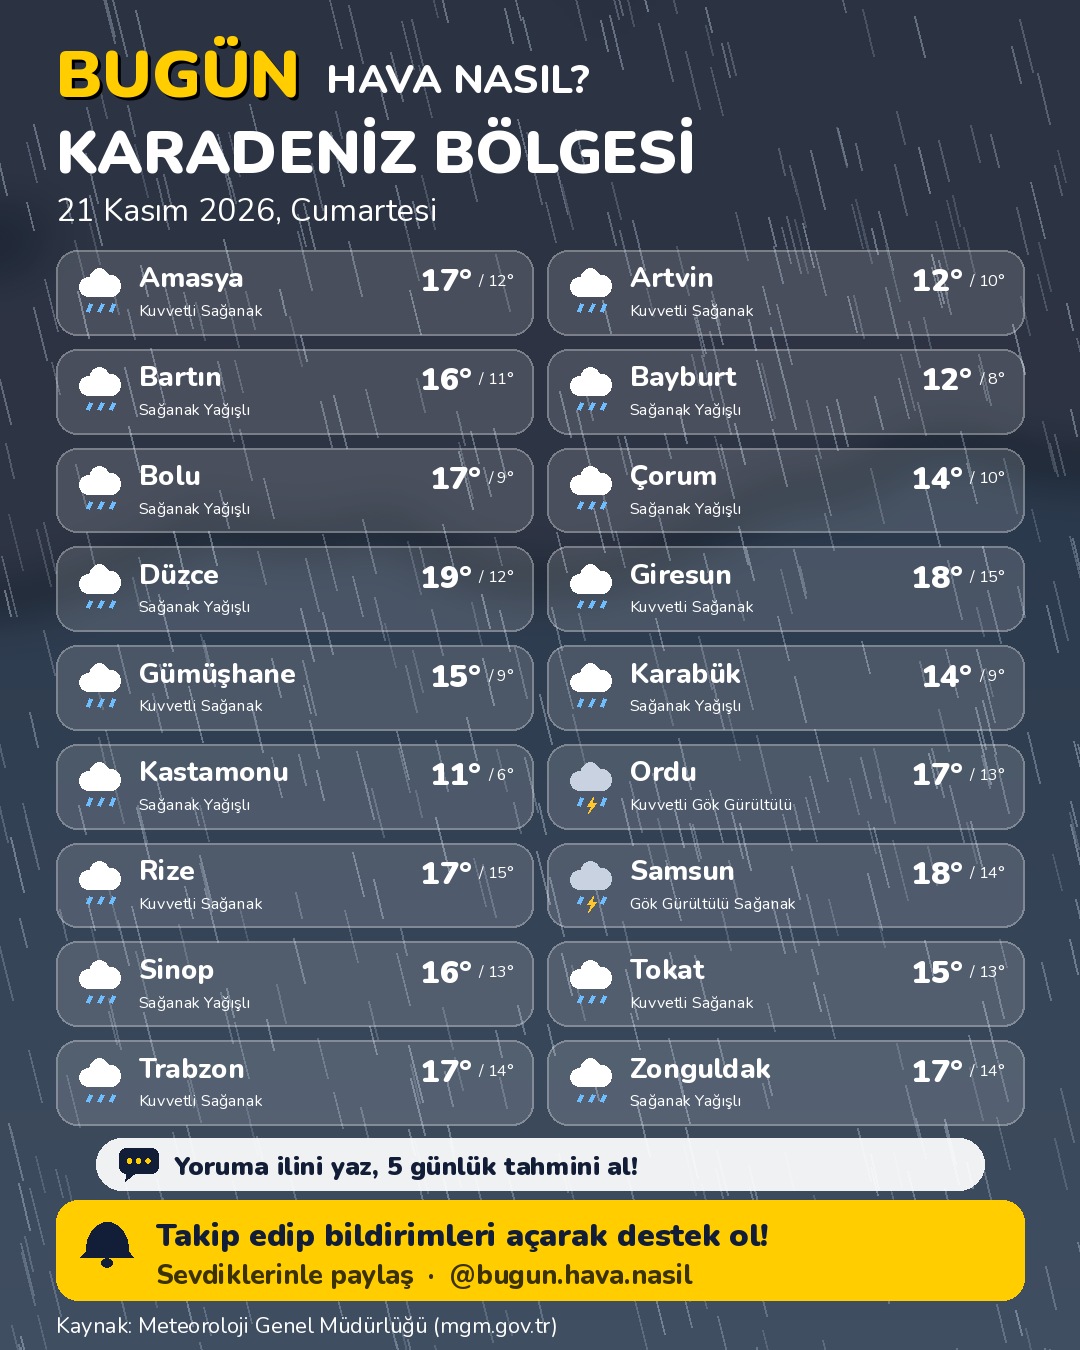 BUGÜN HAVA NASIL?
KARADENİZ BÖLGESİ
21 Kasım 2026, Cumartesi
Amasya 17° / 12°
Kuvvetli Sağanak
Artvin 12° / 10°
Kuvvetli Sağanak
Bartın 16° / 11°
Sağanak Yağışlı
Bayburt 12° / 8°
Sağanak Yağışlı
Bolu 17° / 9°
Sağanak Yağışlı
Çorum 14° / 10°
Sağanak Yağışlı
Düzce 19° / 12°
Sağanak Yağışlı
Giresun 18° / 15°
Kuvvetli Sağanak
Gümüşhane 15° / 9°
Kuvvetli Sağanak
Karabük 14° / 9°
Sağanak Yağışlı
Kastamonu 11° / 6°
Sağanak Yağışlı
Ordu 17° / 13°
Kuvvetli Gök Gürültülü
Rize 17° / 15°
Kuvvetli Sağanak
Samsun 18° / 14°
Gök Gürültülü Sağanak
Sinop 16° / 13°
Sağanak Yağışlı
Tokat 15° / 13°
Kuvvetli Sağanak
Trabzon 17° / 14°
Kuvvetli Sağanak
Zonguldak 17° / 14°
Sağanak Yağışlı
Yoruma ilini yaz, 5 günlük tahmini al!
Takip edip bildirimleri açarak destek ol!
Sevdiklerinle paylaş · @bugun.hava.nasil
Kaynak: Meteoroloji Genel Müdürlüğü (mgm.gov.tr)